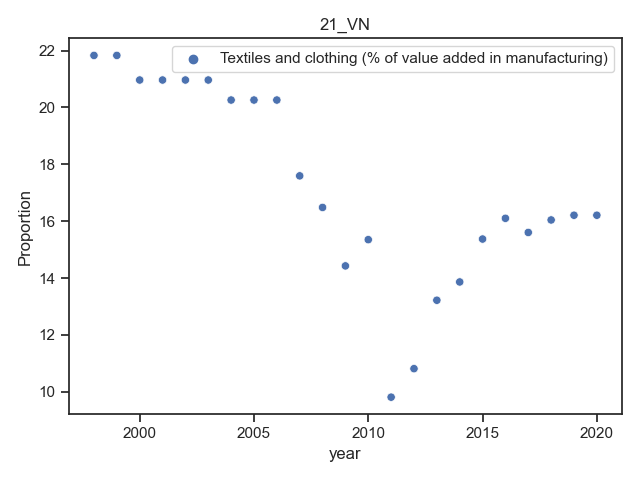 21_VN
Textiles and clothing (% of value added in manufacturing)
22
20
18
16
14
12
10
Proportion
2000 2005 2010 2015 2020
year